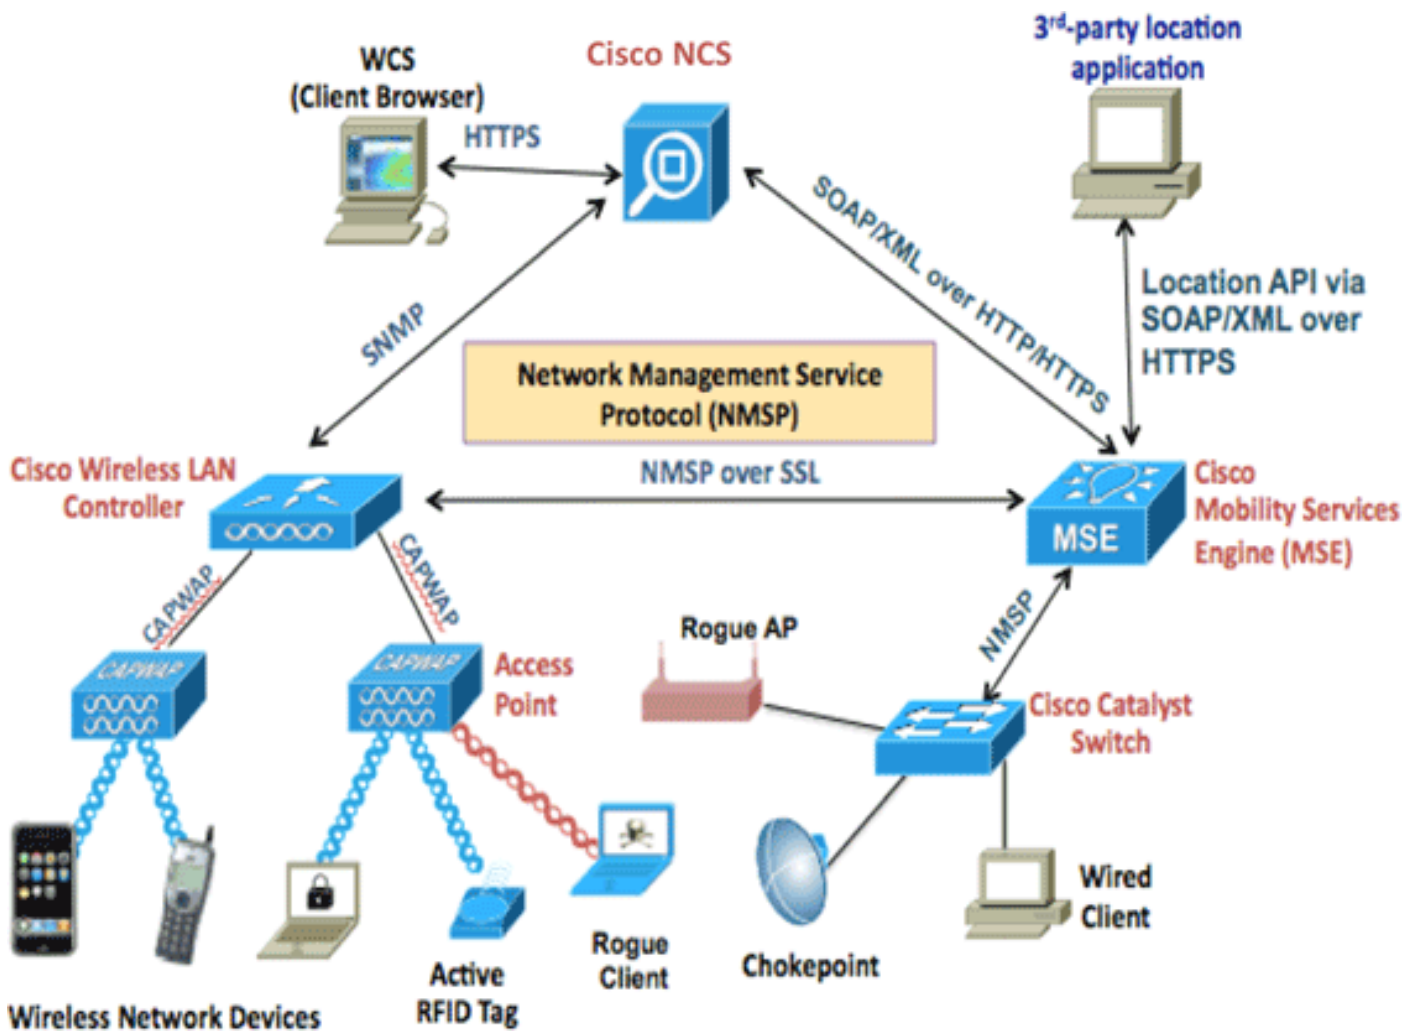 WCS
(Client Browser)
Cisco NCS
3rd-party location
application
HTTPS
SOAP/XML over HTTP/HTTPS
Location API via
SOAP/XML over
HTTPS
SNMP
Network Management Service
Protocol (NMSP)
Cisco Wireless LAN
Controller
NMSP over SSL
Cisco
Mobility Services
Engine (MSE)
MSE
CAPWAP
CAPWAP
NMSP
Rogue AP
CAPWAP
CAPWAP
Access
Point
Cisco Catalyst
Switch
Wired
Client
Rogue
Client
Chokepoint
Active
RFID Tag
Wireless Network Devices